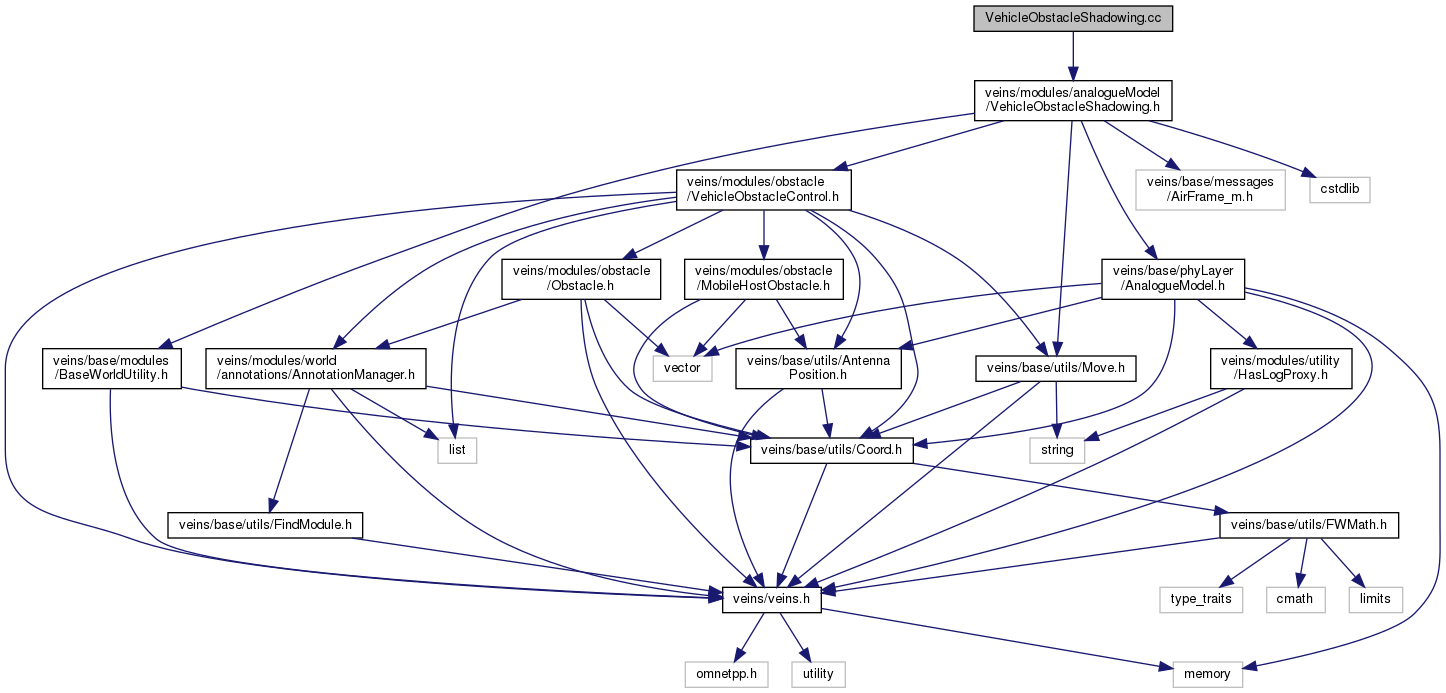 VehicleObstacleShadowing.cc
veins/modules/analogueModel
/VehicleObstacleShadowing.h
veins/modules/obstacle
/VehicleObstacleControl.h
veins/base/messages
/AirFrame_m.h
cstdlib
veins/modules/obstacle
/Obstacle.h
veins/modules/obstacle
/MobileHostObstacle.h
veins/base/phyLayer
/AnalogueModel.h
veins/base/modules
/BaseWorldUtility.h
veins/modules/world
/annotations/AnnotationManager.h
vector
veins/base/utils/Antenna
Position.h
veins/base/utils/Move.h
veins/modules/utility
/HasLogProxy.h
list
veins/base/utils/Coord.h
string
veins/base/utils/FindModule.h
veins/base/utils/FWMath.h
veins/veins.h
type_traits
cmath
limits
omnetpp.h
utility
memory